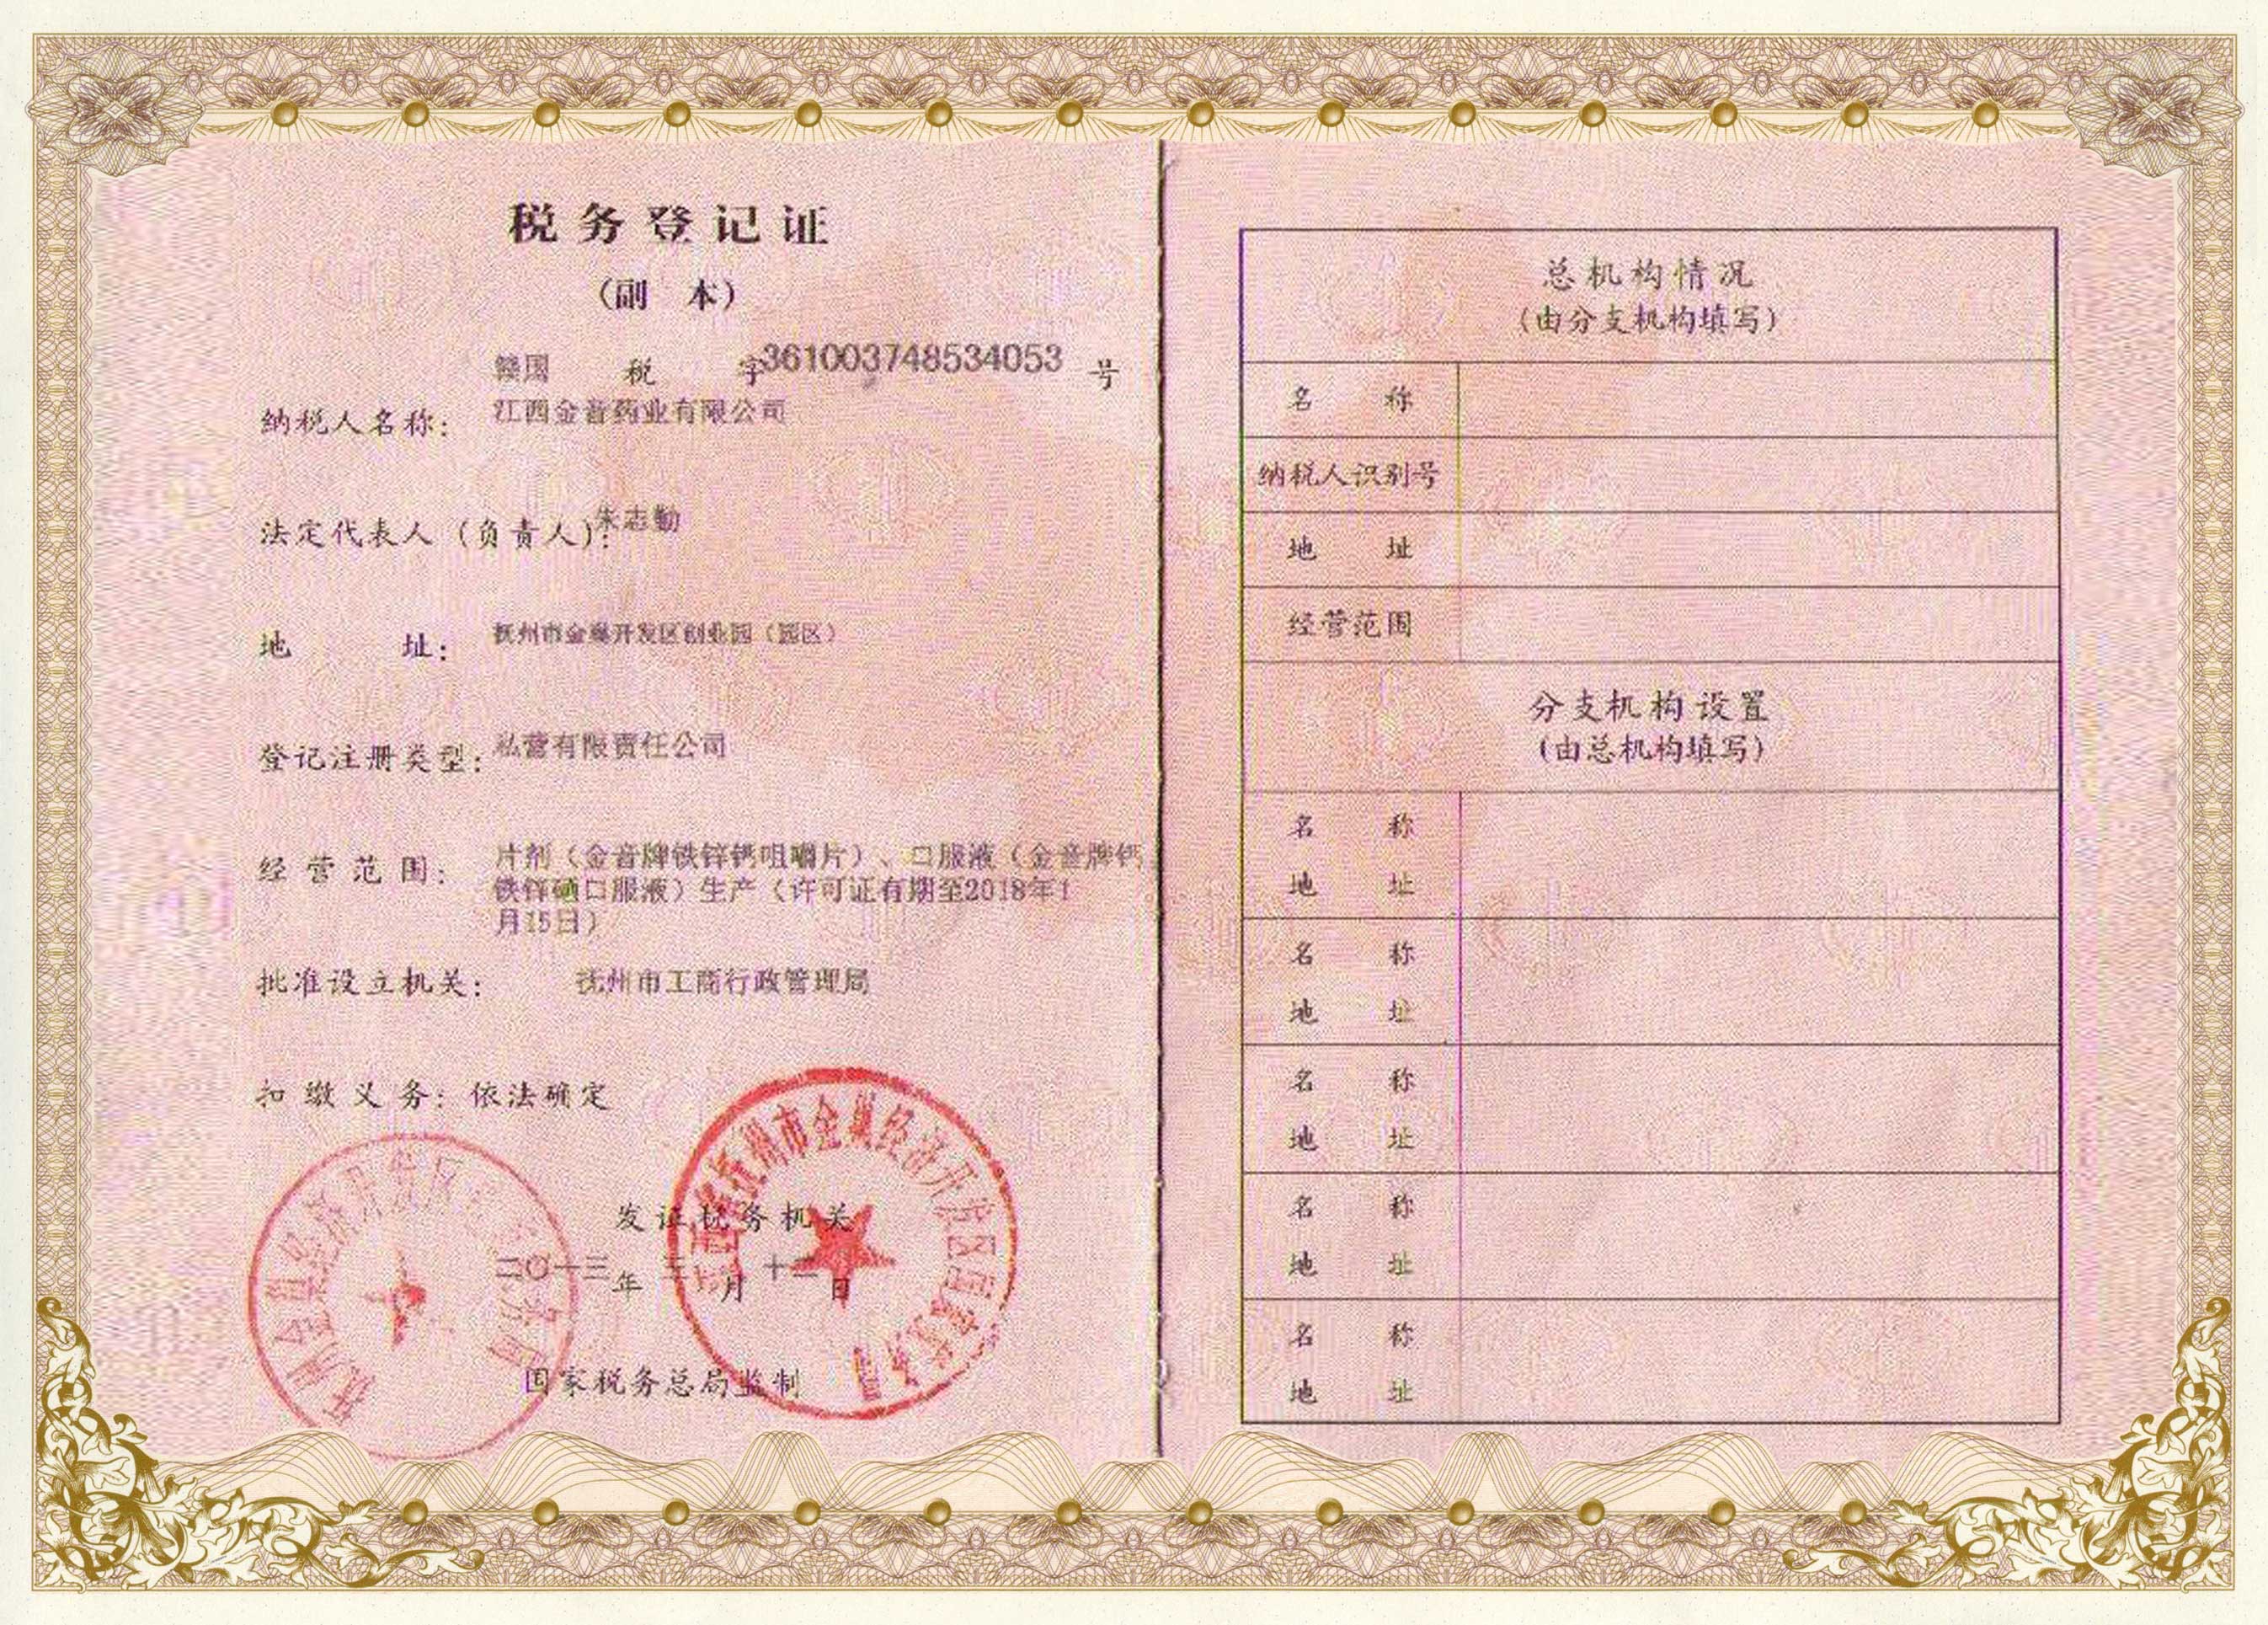 税务登记证
(副 本)
赣国 税 字361003748534053号
纳税人名称: 江西金音药业有限公司
法定代表人(负责人): 朱志勤
地 址: 抚州市金巢开发区创业园（园区）
登记注册类型: 私营有限责任公司
经营范围: 片剂（金音牌铁锌钙咀嚼片）、口服液（金音牌钙
铁锌硒口服液）生产（许可证有期至2018年1
月15日）
批准设立机关: 抚州市工商行政管理局
扣缴义务: 依法确定
发证税务机关
二〇一三年 三月 十二日
国家税务总局监制
抚州市金巢经济开发区
江西省抚州市金巢经济开发区国家税务局
总机构情况
(由分支机构填写)
名 称
纳税人识别号
地 址
经营范围
分支机构设置
(由总机构填写)
名 称
地 址
名 称
地 址
名 称
地 址
名 称
地 址
名 称
地 址